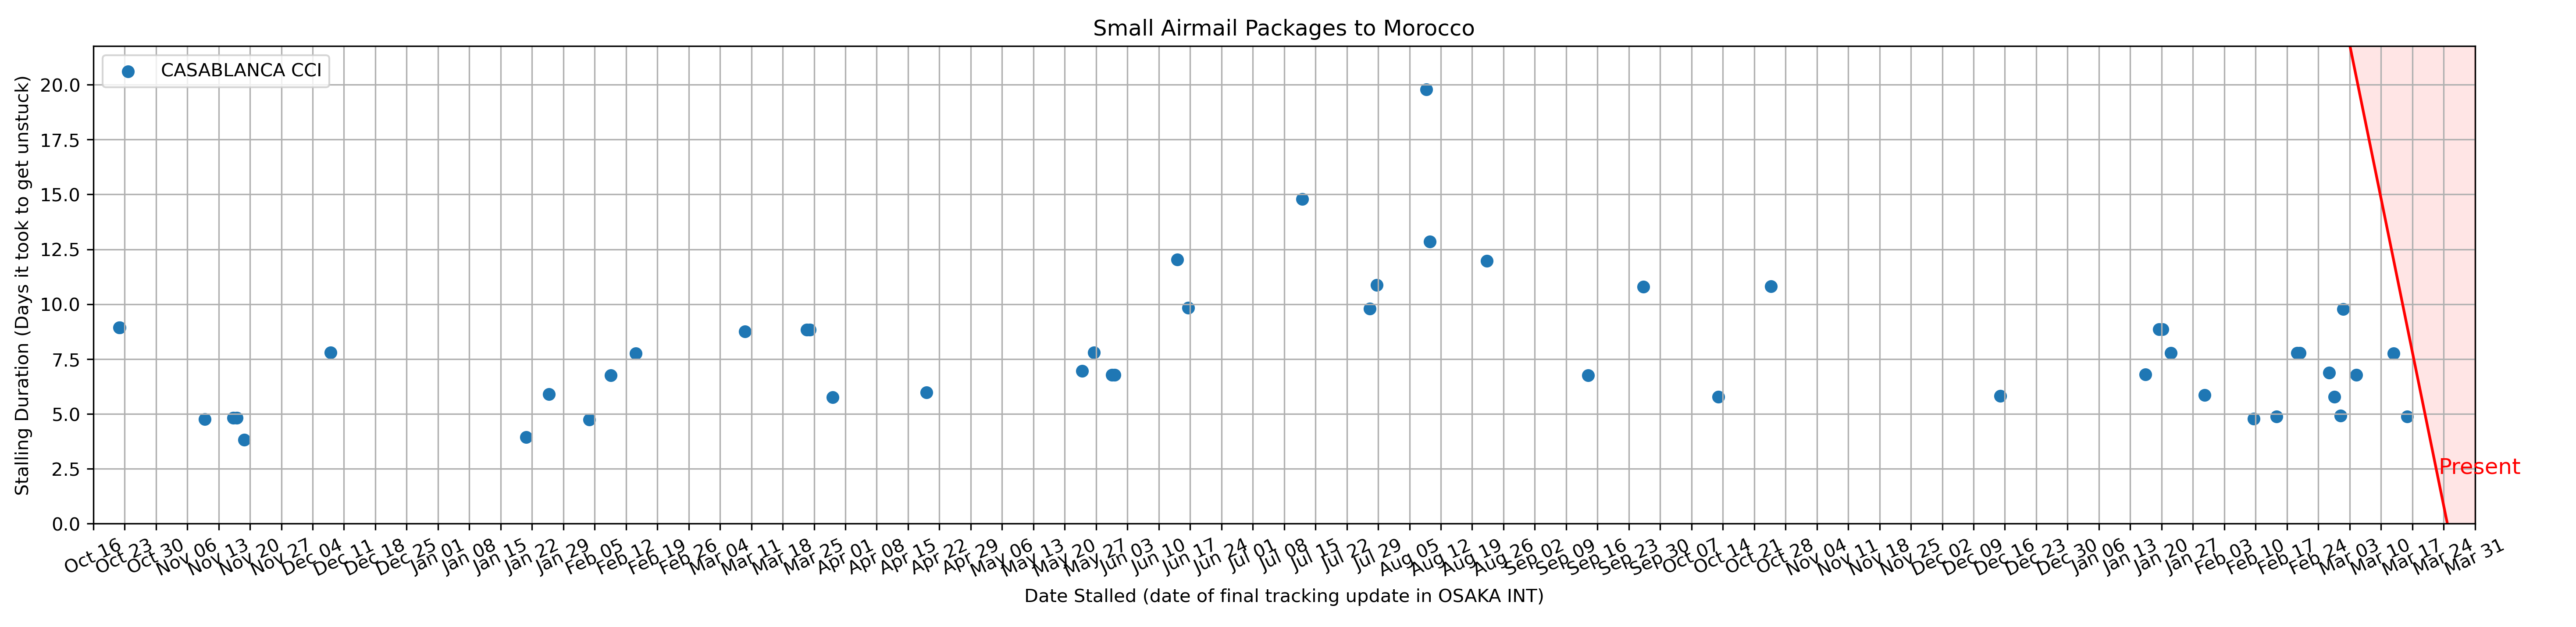 Small Airmail Packages to Morocco
CASABLANCA CCI
Stalling Duration (Days it took to get unstuck)
20.0
17.5
15.0
12.5
10.0
7.5
5.0
2.5
0.0
Present
Oct 16
Oct 23
Oct 30
Nov 06
Nov 13
Nov 20
Nov 27
Dec 04
Dec 11
Dec 18
Dec 25
Jan 01
Jan 08
Jan 15
Jan 22
Jan 29
Feb 05
Feb 12
Feb 19
Feb 26
Mar 04
Mar 11
Mar 18
Mar 25
Apr 01
Apr 08
Apr 15
Apr 22
Apr 29
May 06
May 13
May 20
May 27
Jun 03
Jun 10
Jun 17
Jun 24
Jul 01
Jul 08
Jul 15
Jul 22
Jul 29
Aug 05
Aug 12
Aug 19
Aug 26
Sep 02
Sep 09
Sep 16
Sep 23
Sep 30
Oct 07
Oct 14
Oct 21
Oct 28
Nov 04
Nov 11
Nov 18
Nov 25
Dec 02
Dec 09
Dec 16
Dec 23
Dec 30
Jan 06
Jan 13
Jan 20
Jan 27
Feb 03
Feb 10
Feb 17
Feb 24
Mar 03
Mar 10
Mar 17
Mar 24
Mar 31
Date Stalled (date of final tracking update in OSAKA INT)